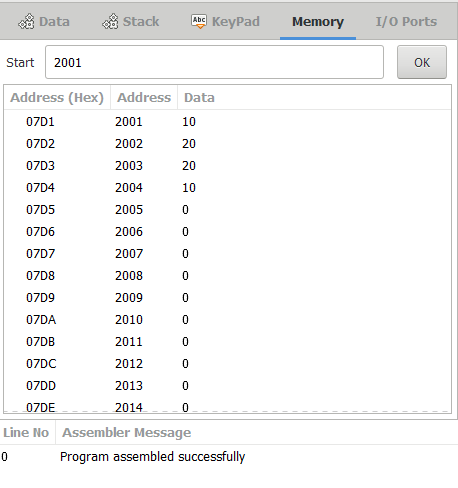 Data Stack Abc KeyPad Memory I/O Ports
Start 2001 OK
Address (Hex) Address Data
07D1 2001 10
07D2 2002 20
07D3 2003 20
07D4 2004 10
07D5 2005 0
07D6 2006 0
07D7 2007 0
07D8 2008 0
07D9 2009 0
07DA 2010 0
07DB 2011 0
07DC 2012 0
07DD 2013 0
07DE 2014 0
Line No Assembler Message
0 Program assembled successfully